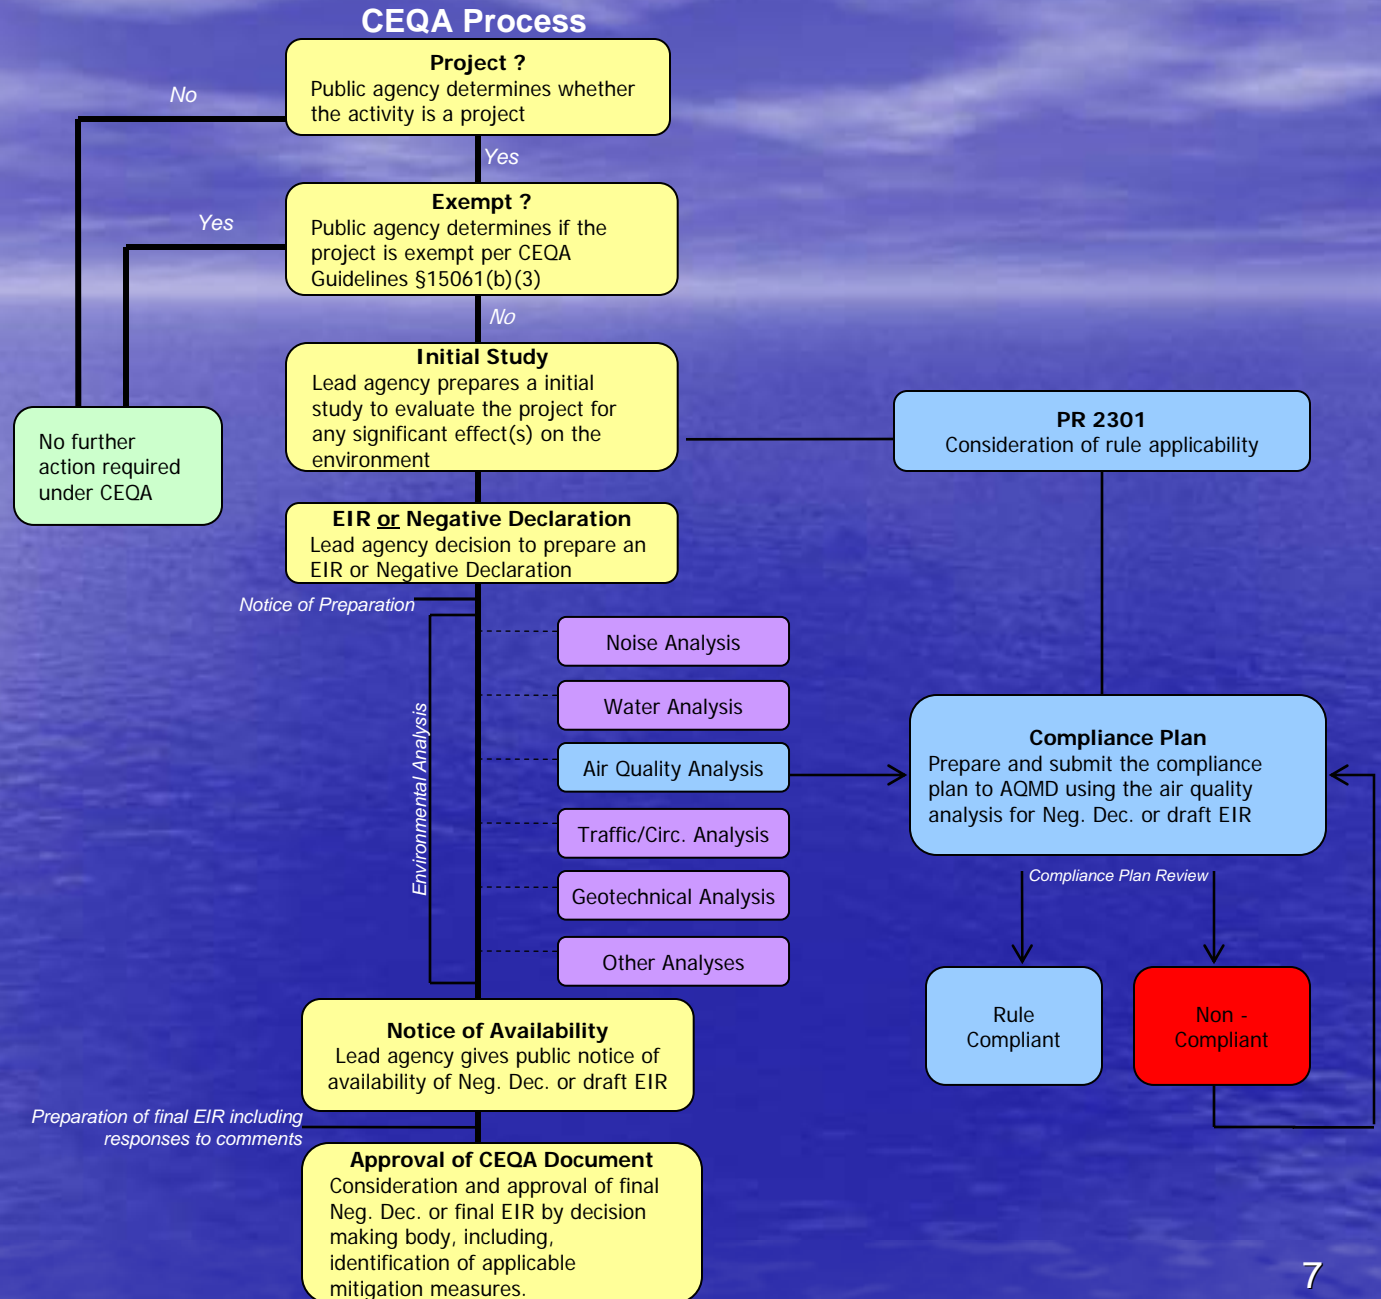 CEQA Process
Project ?
Public agency determines whether
the activity is a project
No
Yes
Exempt ?
Public agency determines if the
project is exempt per CEQA
Guidelines §15061(b)(3)
Yes
No
Initial Study
Lead agency prepares a initial
study to evaluate the project for
any significant effect(s) on the
environment
No further
action required
under CEQA
PR 2301
Consideration of rule applicability
EIR or Negative Declaration
Lead agency decision to prepare an
EIR or Negative Declaration
Notice of Preparation
Environmental Analysis
Noise Analysis
Water Analysis
Air Quality Analysis
Traffic/Circ. Analysis
Geotechnical Analysis
Other Analyses
Compliance Plan
Prepare and submit the compliance
plan to AQMD using the air quality
analysis for Neg. Dec. or draft EIR
Compliance Plan Review
Rule
Compliant
Non -
Compliant
Notice of Availability
Lead agency gives public notice of
availability of Neg. Dec. or draft EIR
Preparation of final EIR including
responses to comments
Approval of CEQA Document
Consideration and approval of final
Neg. Dec. or final EIR by decision
making body, including,
identification of applicable
mitigation measures.
7